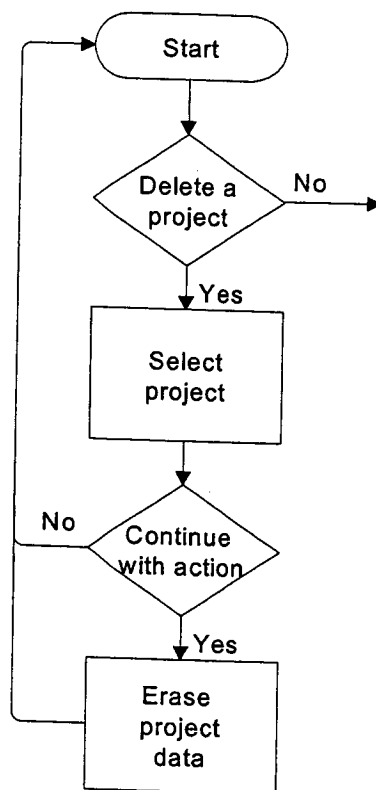 Start
Delete a
project
No
Yes
Select
project
No
Continue
with action
Yes
Erase
project
data